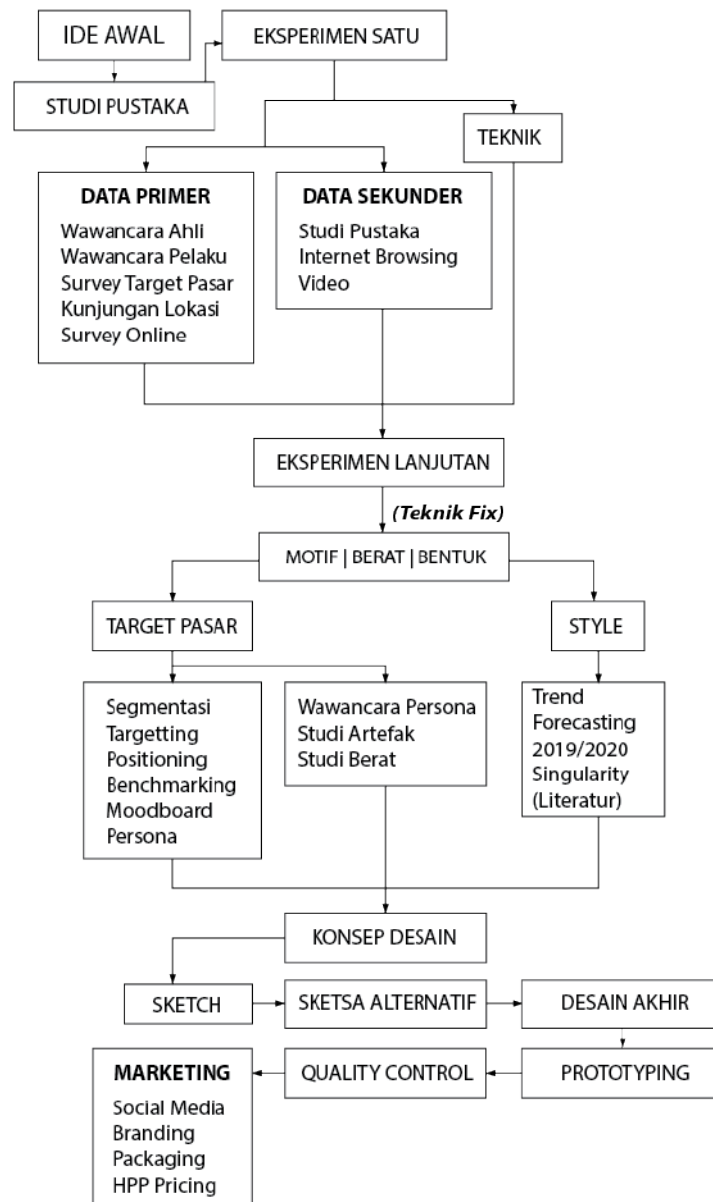 IDE AWAL
EKSPERIMEN SATU
STUDI PUSTAKA
TEKNIK
DATA PRIMER
Wawancara Ahli
Wawancara Pelaku
Survey Target Pasar
Kunjungan Lokasi
Survey Online
DATA SEKUNDER
Studi Pustaka
Internet Browsing
Video
EKSPERIMEN LANJUTAN
(Teknik Fix)
MOTIF | BERAT | BENTUK
TARGET PASAR
STYLE
Segmentasi
Targetting
Positioning
Benchmarking
Moodboard
Persona
Wawancara Persona
Studi Artefak
Studi Berat
Trend
Forecasting
2019/2020
Singularity
(Literatur)
KONSEP DESAIN
SKETCH
SKETSA ALTERNATIF
DESAIN AKHIR
PROTOTYPING
QUALITY CONTROL
MARKETING
Social Media
Branding
Packaging
HPP Pricing